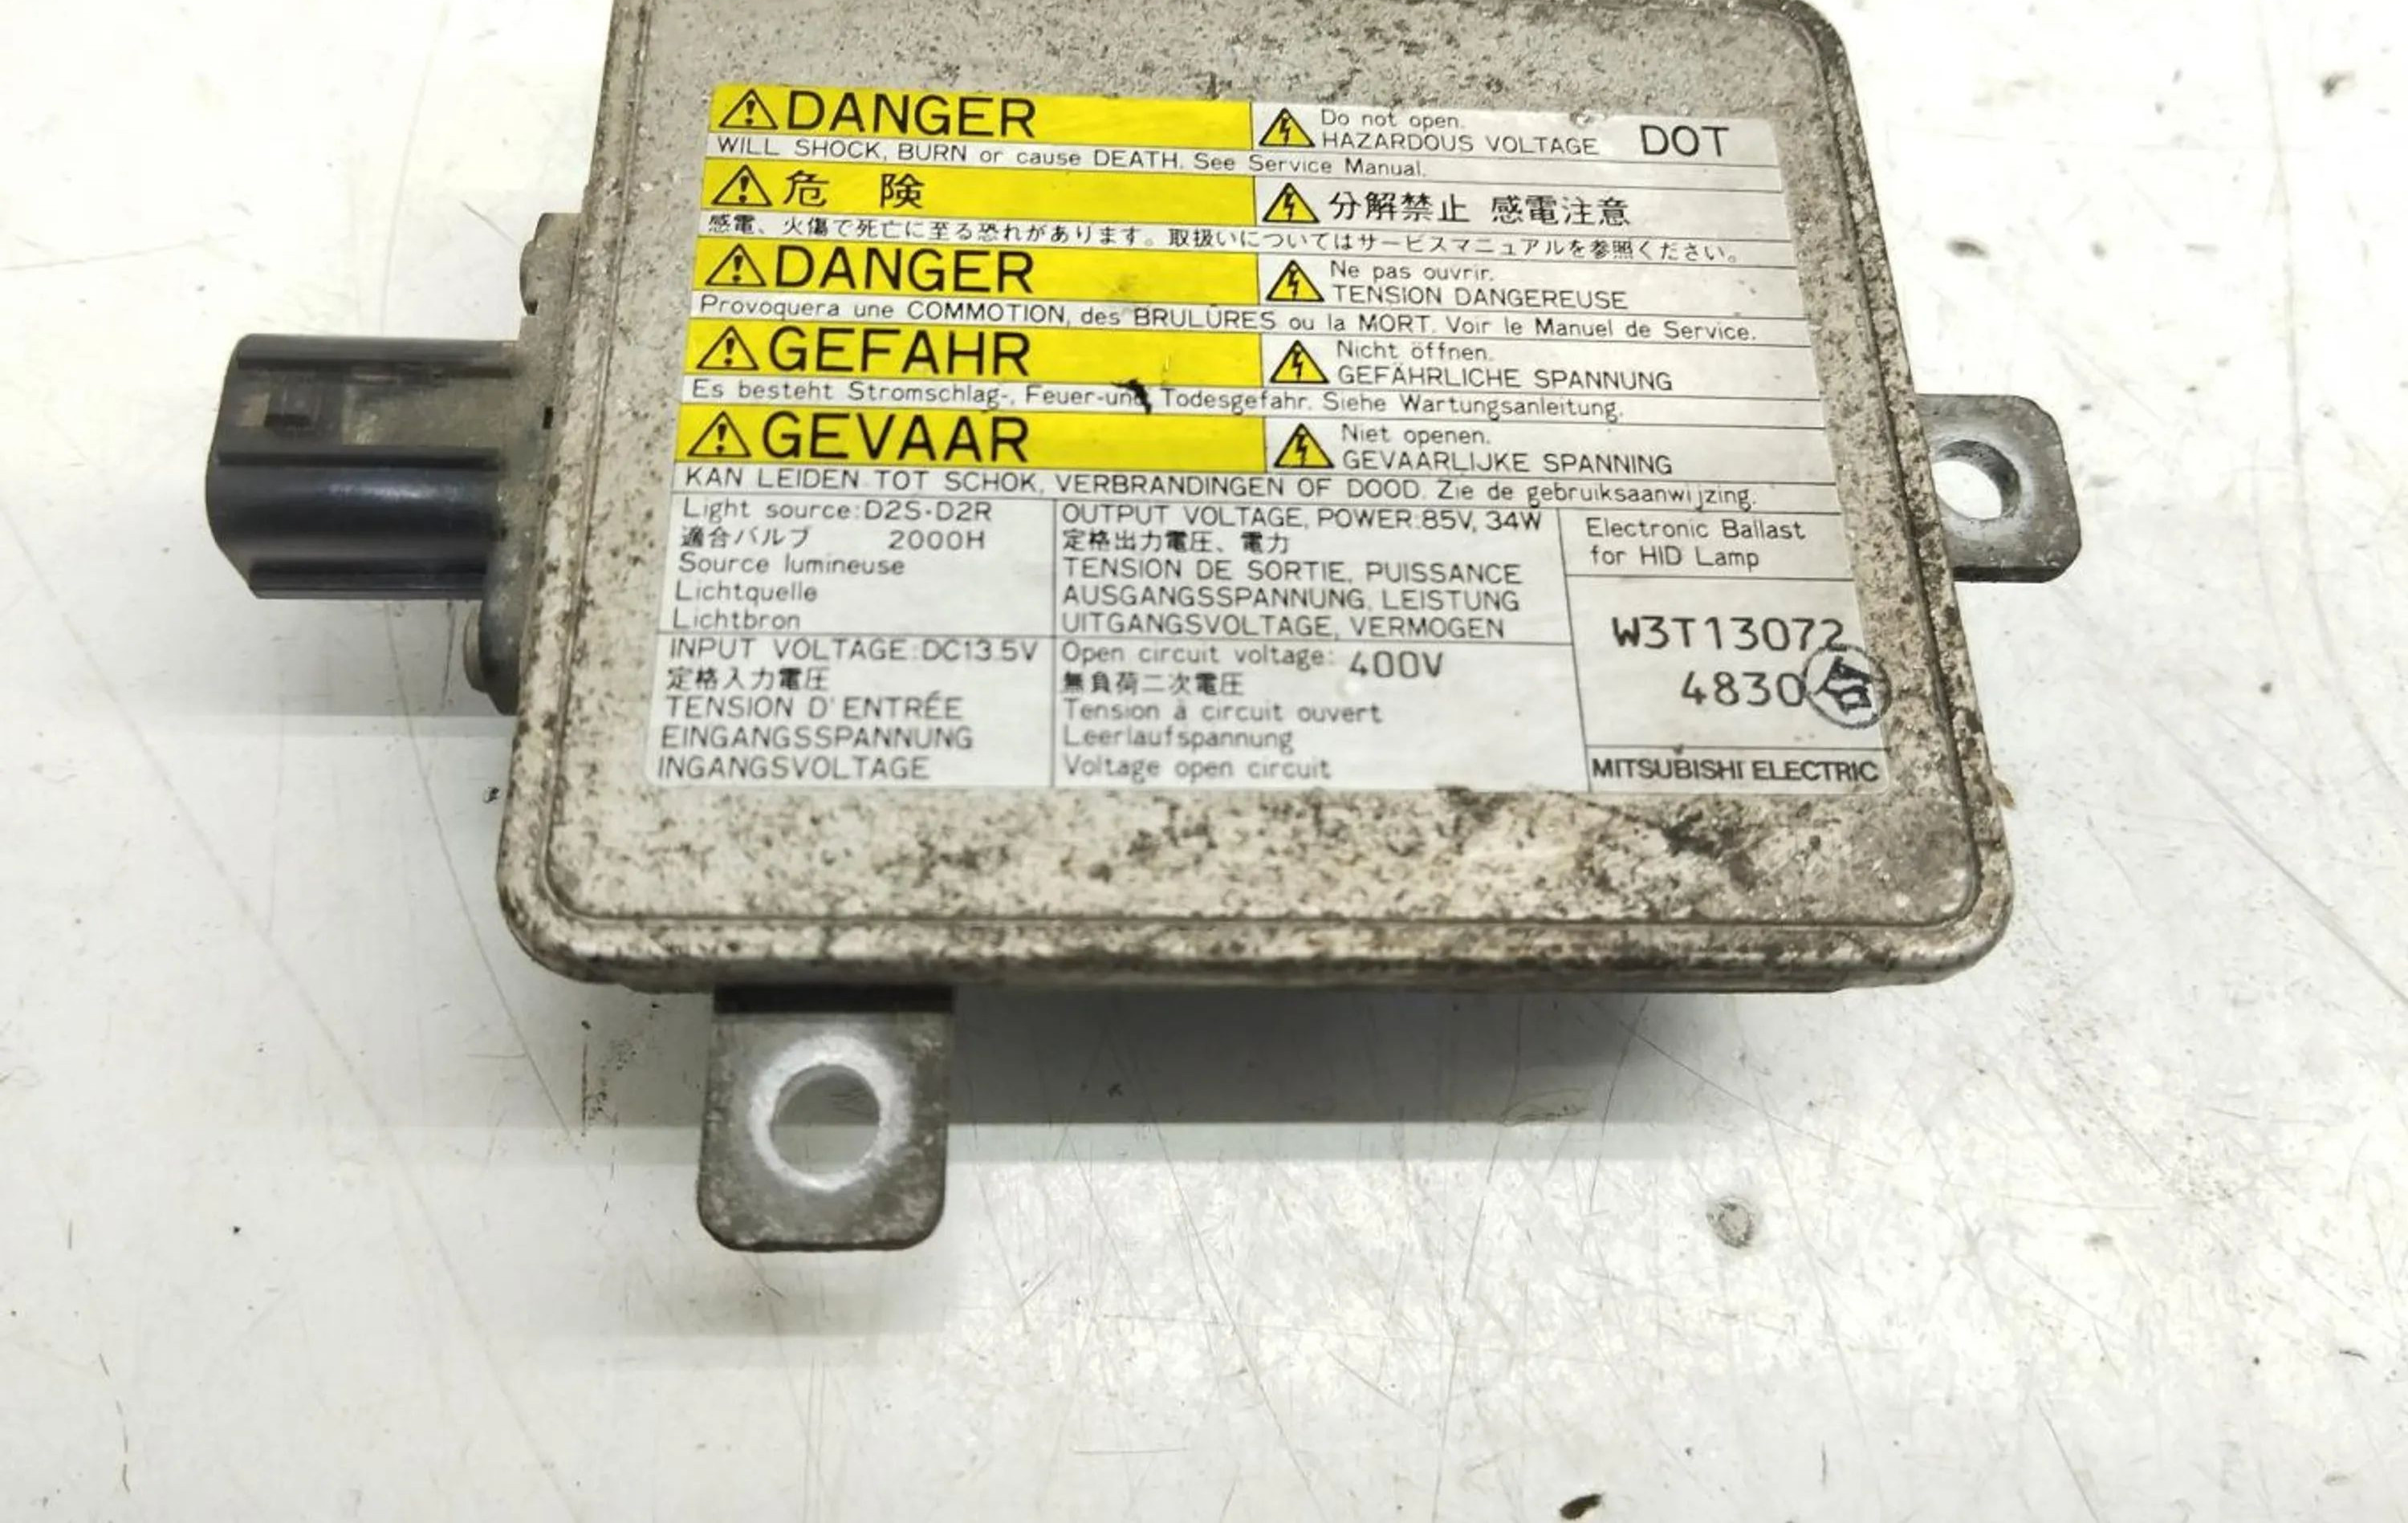 DANGER
Do not open.
HAZARDOUS VOLTAGE
DOT
WILL SHOCK, BURN or cause DEATH. See Service Manual.
危 険
分解禁止 感電注意
感電、火傷で死亡に至る恐れがあります。取扱いについてはサービスマニュアルを参照ください。
DANGER
Ne pas ouvrir.
TENSION DANGEREUSE
Provoquera une COMMOTION, des BRULÛRES ou la MORT. Voir le Manuel de Service.
GEFAHR
Nicht öffnen.
GEFÄHRLICHE SPANNUNG
Es besteht Stromschlag-, Feuer-und Todesgefahr. Siehe Wartungsanleitung.
GEVAAR
Niet openen.
GEVAARLIJKE SPANNING
KAN LEIDEN TOT SCHOK, VERBRANDINGEN OF DOOD. Zie de gebruiksaanwijzing.
Light source:D2S·D2R
適合バルブ 2000H
Source lumineuse
Lichtquelle
Lichtbron
OUTPUT VOLTAGE, POWER:85V, 34W
定格出力電圧、電力
TENSION DE SORTIE, PUISSANCE
AUSGANGSSPANNUNG, LEISTUNG
UITGANGSVOLTAGE, VERMOGEN
Electronic Ballast
for HID Lamp
INPUT VOLTAGE:DC13.5V
定格入力電圧
TENSION D'ENTRÉE
EINGANGSSPANNUNG
INGANGSVOLTAGE
Open circuit voltage: 400V
無負荷二次電圧
Tension à circuit ouvert
Leerlaufspannung
Voltage open circuit
W3T13072
4830
MITSUBISHI ELECTRIC